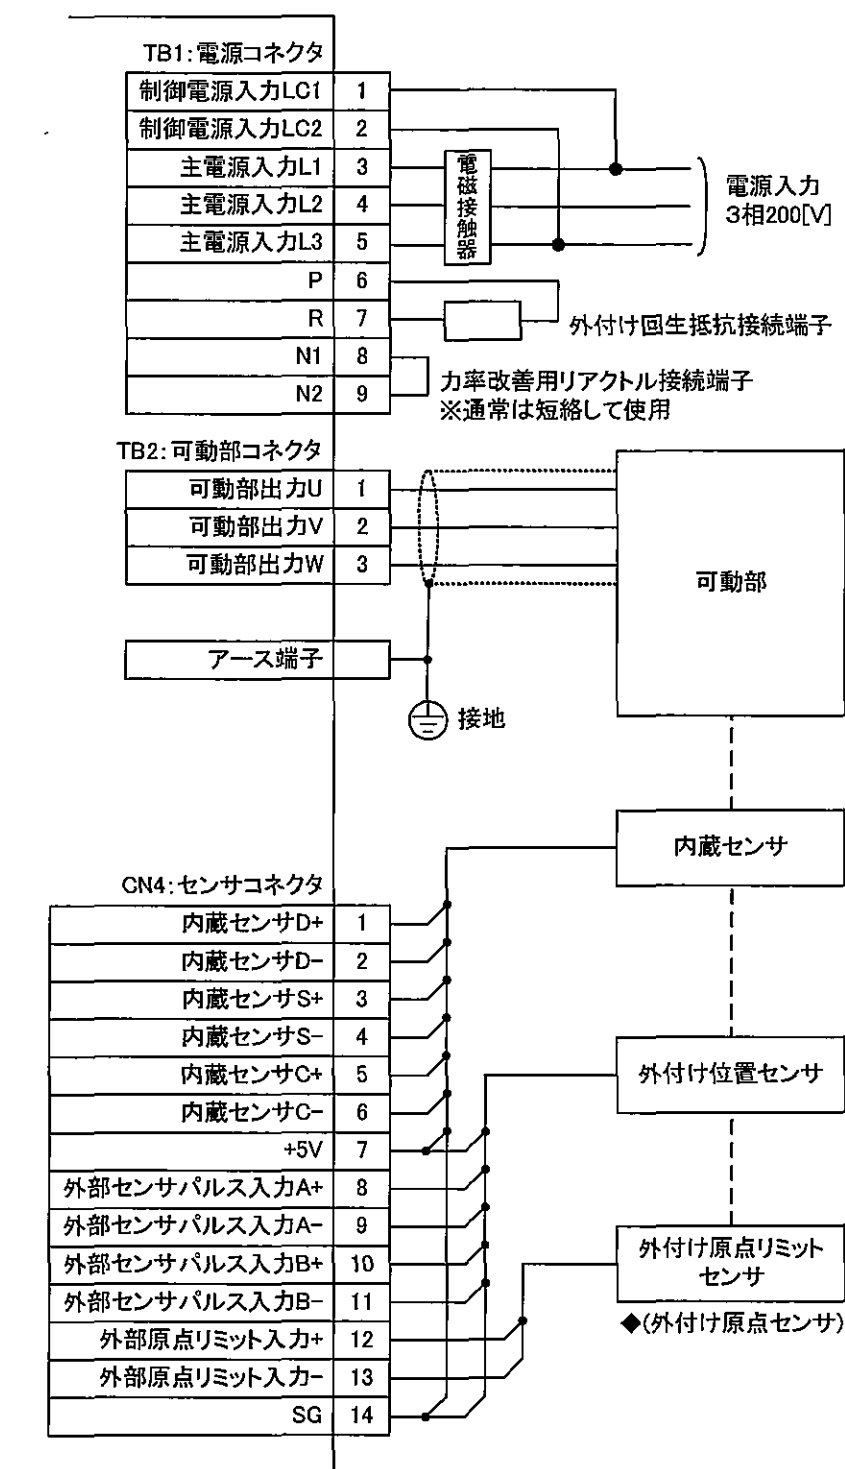 TB1:電源コネクタ
制御電源入力LC1 1
制御電源入力LC2 2
主電源入力L1 3
主電源入力L2 4
主電源入力L3 5
P 6
R 7
N1 8
N2 9
電磁接触器
電源入力
3相200[V]
外付け回生抵抗接続端子
力率改善用リアクトル接続端子
※通常は短絡して使用
TB2:可動部コネクタ
可動部出力U 1
可動部出力V 2
可動部出力W 3
可動部
アース端子
接地
内蔵センサ
CN4:センサコネクタ
内蔵センサD+ 1
内蔵センサD- 2
内蔵センサS+ 3
内蔵センサS- 4
内蔵センサC+ 5
内蔵センサC- 6
+5V 7
外部センサパルス入力A+ 8
外部センサパルス入力A- 9
外部センサパルス入力B+ 10
外部センサパルス入力B- 11
外部原点リミット入力+ 12
外部原点リミット入力- 13
SG 14
外付け位置センサ
外付け原点リミット
センサ
◆(外付け原点センサ)